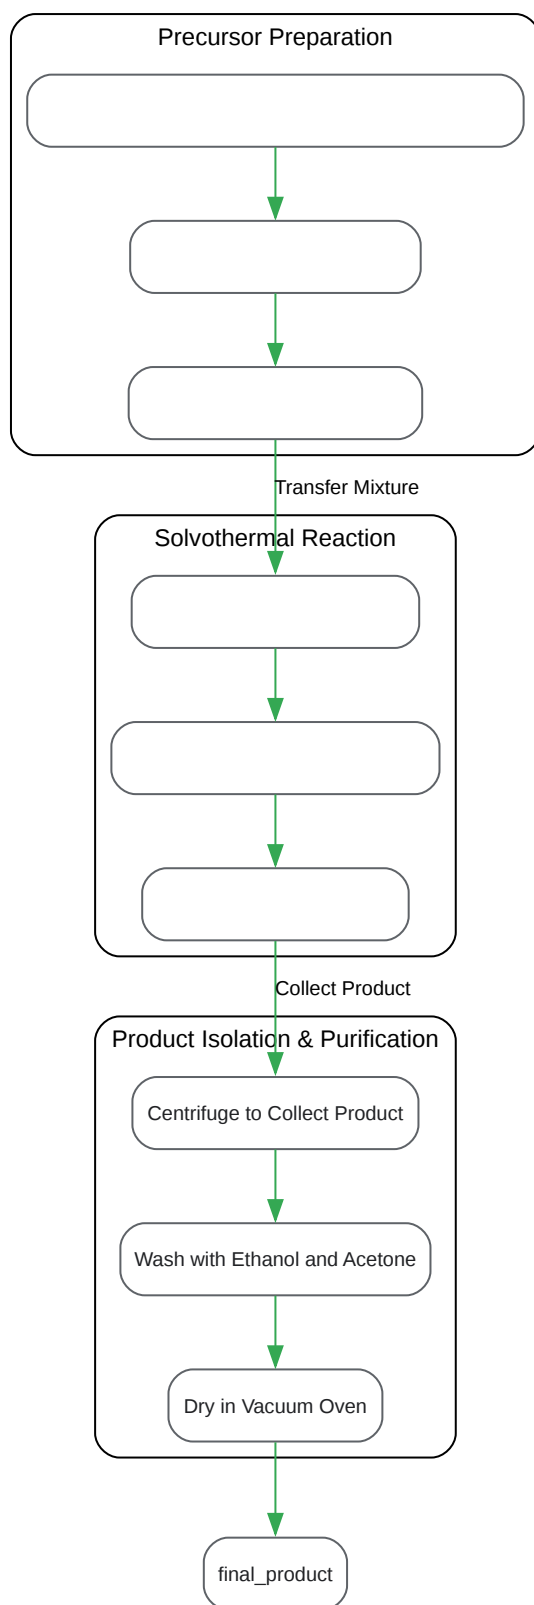 Precursor Preparation
Transfer Mixture
Solvothermal Reaction
Collect Product
Product Isolation & Purification
Centrifuge to Collect Product
Wash with Ethanol and Acetone
Dry in Vacuum Oven
final_product